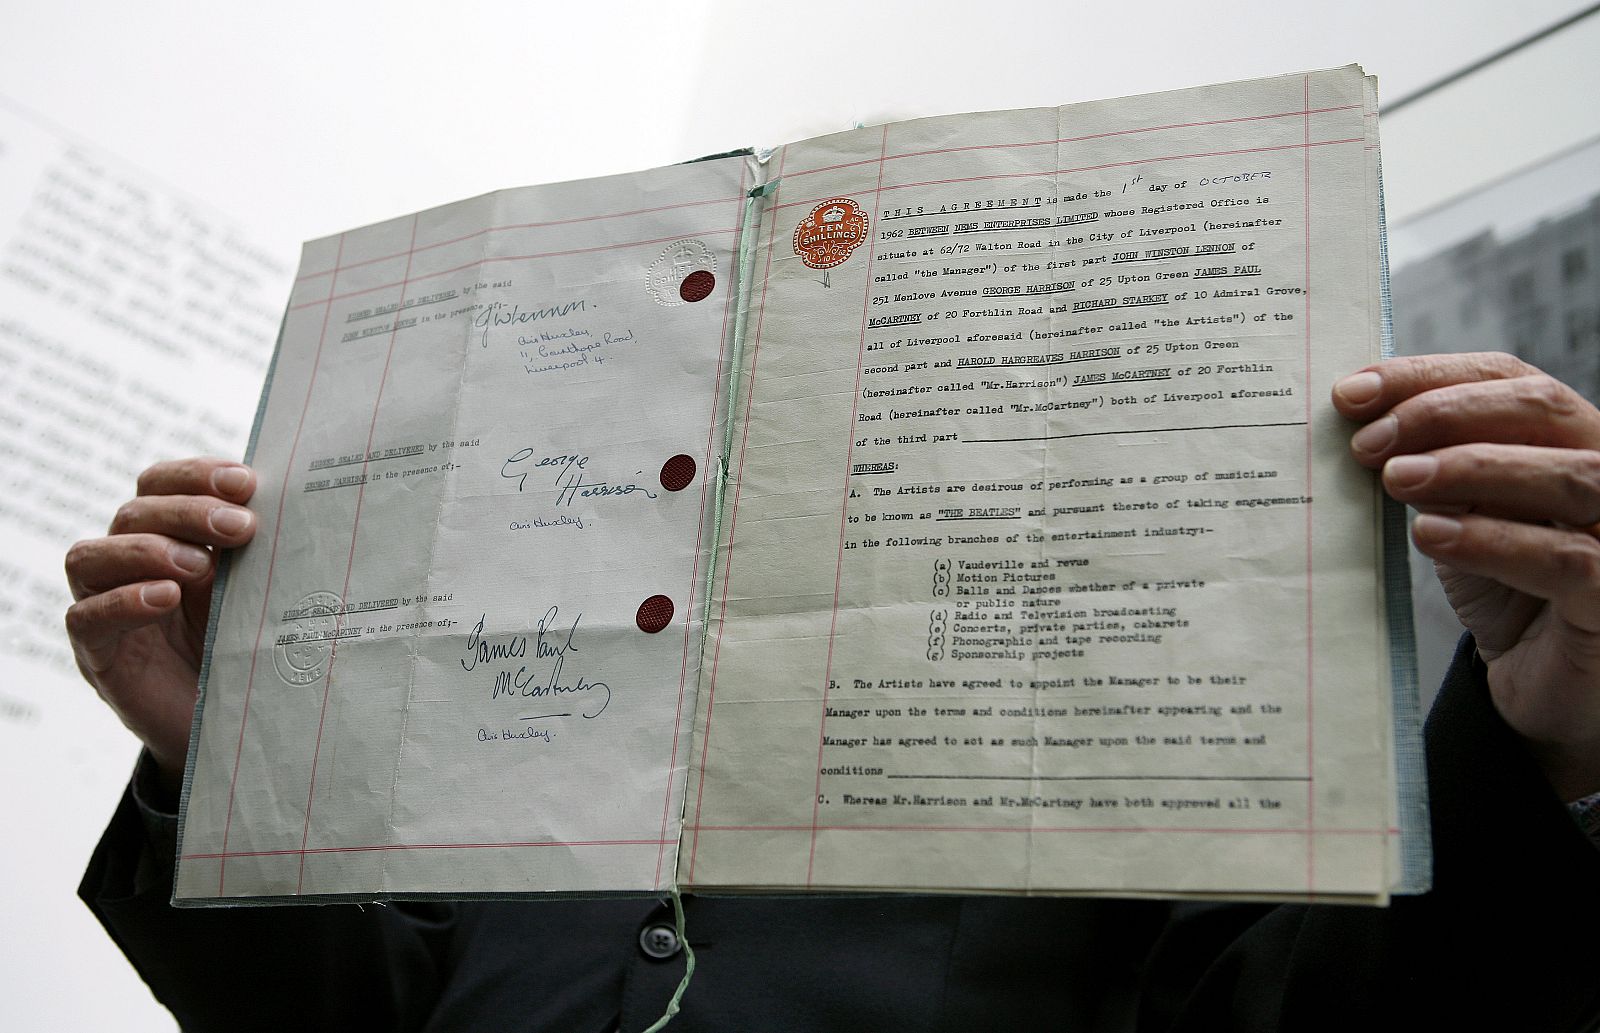 SIGNED SEALED AND DELIVERED by the said
JOHN WINSTON LENNON in the presence of:-
JWLennon.
Avis Huxley,
11, Cawthorpe Road,
Liverpool 4.
SIGNED SEALED AND DELIVERED by the said
GEORGE HARRISON in the presence of;-
George
Harrison
Avis Huxley.
SIGNED SEALED AND DELIVERED by the said
JAMES PAUL McCARTNEY in the presence of;-
James Paul
McCartney
Avis Huxley.
TEN
SHILLINGS
THIS AGREEMENT is made the 1st day of OCTOBER
1962 BETWEEN NEMS ENTERPRISES LIMITED whose Registered Office is
situate at 62/72 Walton Road in the City of Liverpool (hereinafter
called "the Manager") of the first part JOHN WINSTON LENNON of
251 Menlove Avenue GEORGE HARRISON of 25 Upton Green JAMES PAUL
McCARTNEY of 20 Forthlin Road and RICHARD STARKEY of 10 Admiral Grove,
all of Liverpool aforesaid (hereinafter called "the Artists") of the
second part and HAROLD HARGREAVES HARRISON of 25 Upton Green
(hereinafter called "Mr.Harrison") JAMES McCARTNEY of 20 Forthlin
Road (hereinafter called "Mr.McCartney") both of Liverpool aforesaid
of the third part
WHEREAS:
A. The Artists are desirous of performing as a group of musicians
to be known as "THE BEATLES" and pursuant thereto of taking engagements
in the following branches of the entertainment industry:-
(a) Vaudeville and revue
(b) Motion Pictures
(c) Balls and Dances whether of a private
or public nature
(d) Radio and Television broadcasting
(e) Concerts, private parties, cabarets
(f) Phonographic and tape recording
(g) Sponsorship projects
B. The Artists have agreed to appoint the Manager to be their
Manager upon the terms and conditions hereinafter appearing and the
Manager has agreed to act as such Manager upon the said terms and
conditions
C. Whereas Mr.Harrison and Mr.McCartney have both approved all the